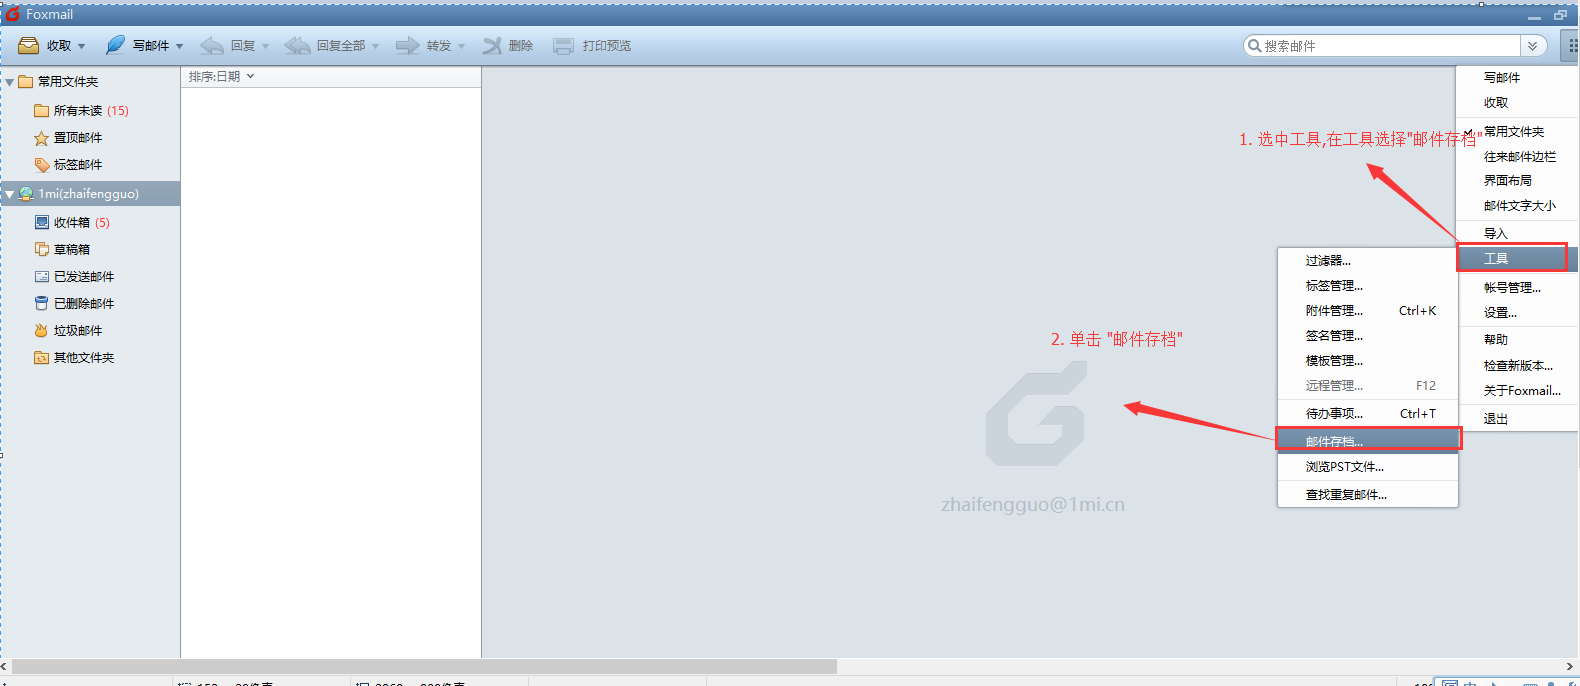 Foxmail
收取 写邮件 回复 回复全部 转发 删除 打印预览 搜索邮件
常用文件夹
所有未读 (15)
置顶邮件
标签邮件
1mi(zhaifengguo)
收件箱 (5)
草稿箱
已发送邮件
已删除邮件
垃圾邮件
其他文件夹
排序:日期
1. 选中工具,在工具选择"邮件存档"
2. 单击 "邮件存档"
zhaifengguo@1mi.cn
写邮件
收取
常用文件夹
往来邮件边栏
界面布局
邮件文字大小
导入
工具
帐号管理...
设置...
帮助
检查新版本...
关于Foxmail...
退出
过滤器...
标签管理...
附件管理... Ctrl+K
签名管理...
模板管理...
远程管理... F12
待办事项... Ctrl+T
邮件存档...
浏览PST文件...
查找重复邮件...